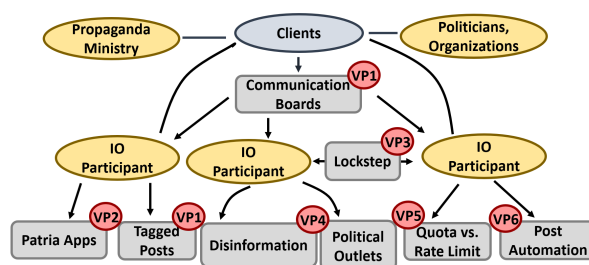 Propaganda
Ministry
Clients
Politicians,
Organizations
VP1
Communication
Boards
IO
Participant
IO
Participant
VP3
Lockstep
IO
Participant
VP2
Patria Apps
VP1
Tagged
Posts
Disinformation
VP4
Political
Outlets
VP5
Quota vs.
Rate Limit
VP6
Post
Automation